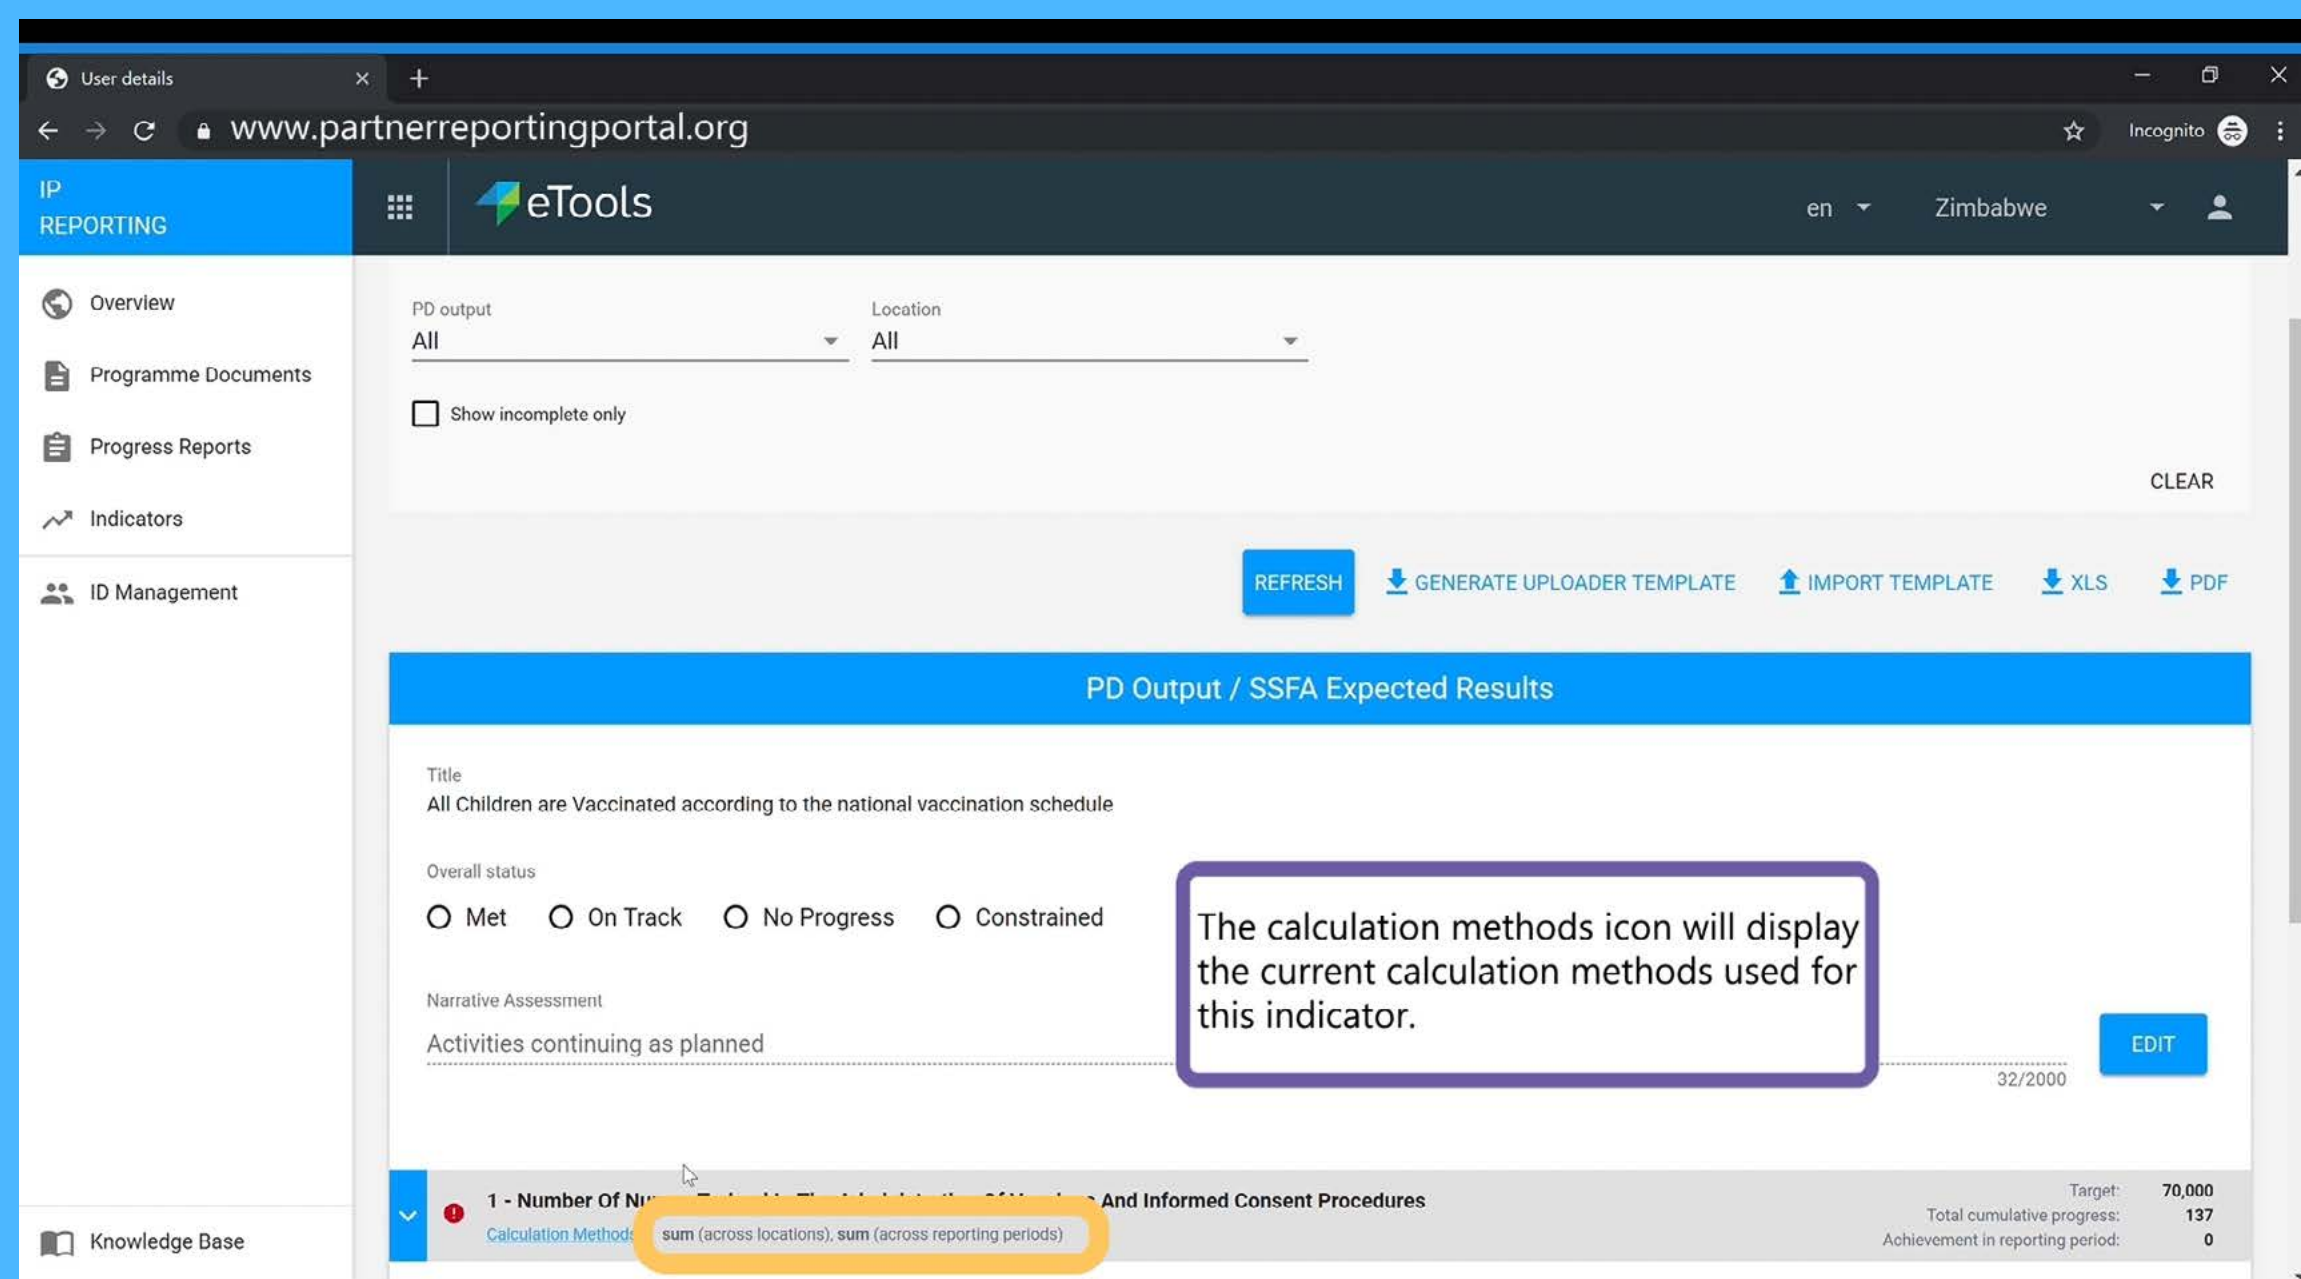 User details
www.partnerreportingportal.org
Incognito
IP
REPORTING
eTools
en
Zimbabwe
Overview
Programme Documents
Progress Reports
Indicators
ID Management
Knowledge Base
PD output
All
Location
All
Show incomplete only
CLEAR
REFRESH
GENERATE UPLOADER TEMPLATE
IMPORT TEMPLATE
XLS
PDF
PD Output / SSFA Expected Results
Title
All Children are Vaccinated according to the national vaccination schedule
Overall status
Met
On Track
No Progress
Constrained
The calculation methods icon will display
the current calculation methods used for
this indicator.
Narrative Assessment
Activities continuing as planned
EDIT
32/2000
1 - Number Of And Informed Consent Procedures
Calculation Methods
sum (across locations), sum (across reporting periods)
Target: 70,000
Total cumulative progress: 137
Achievement in reporting period: 0